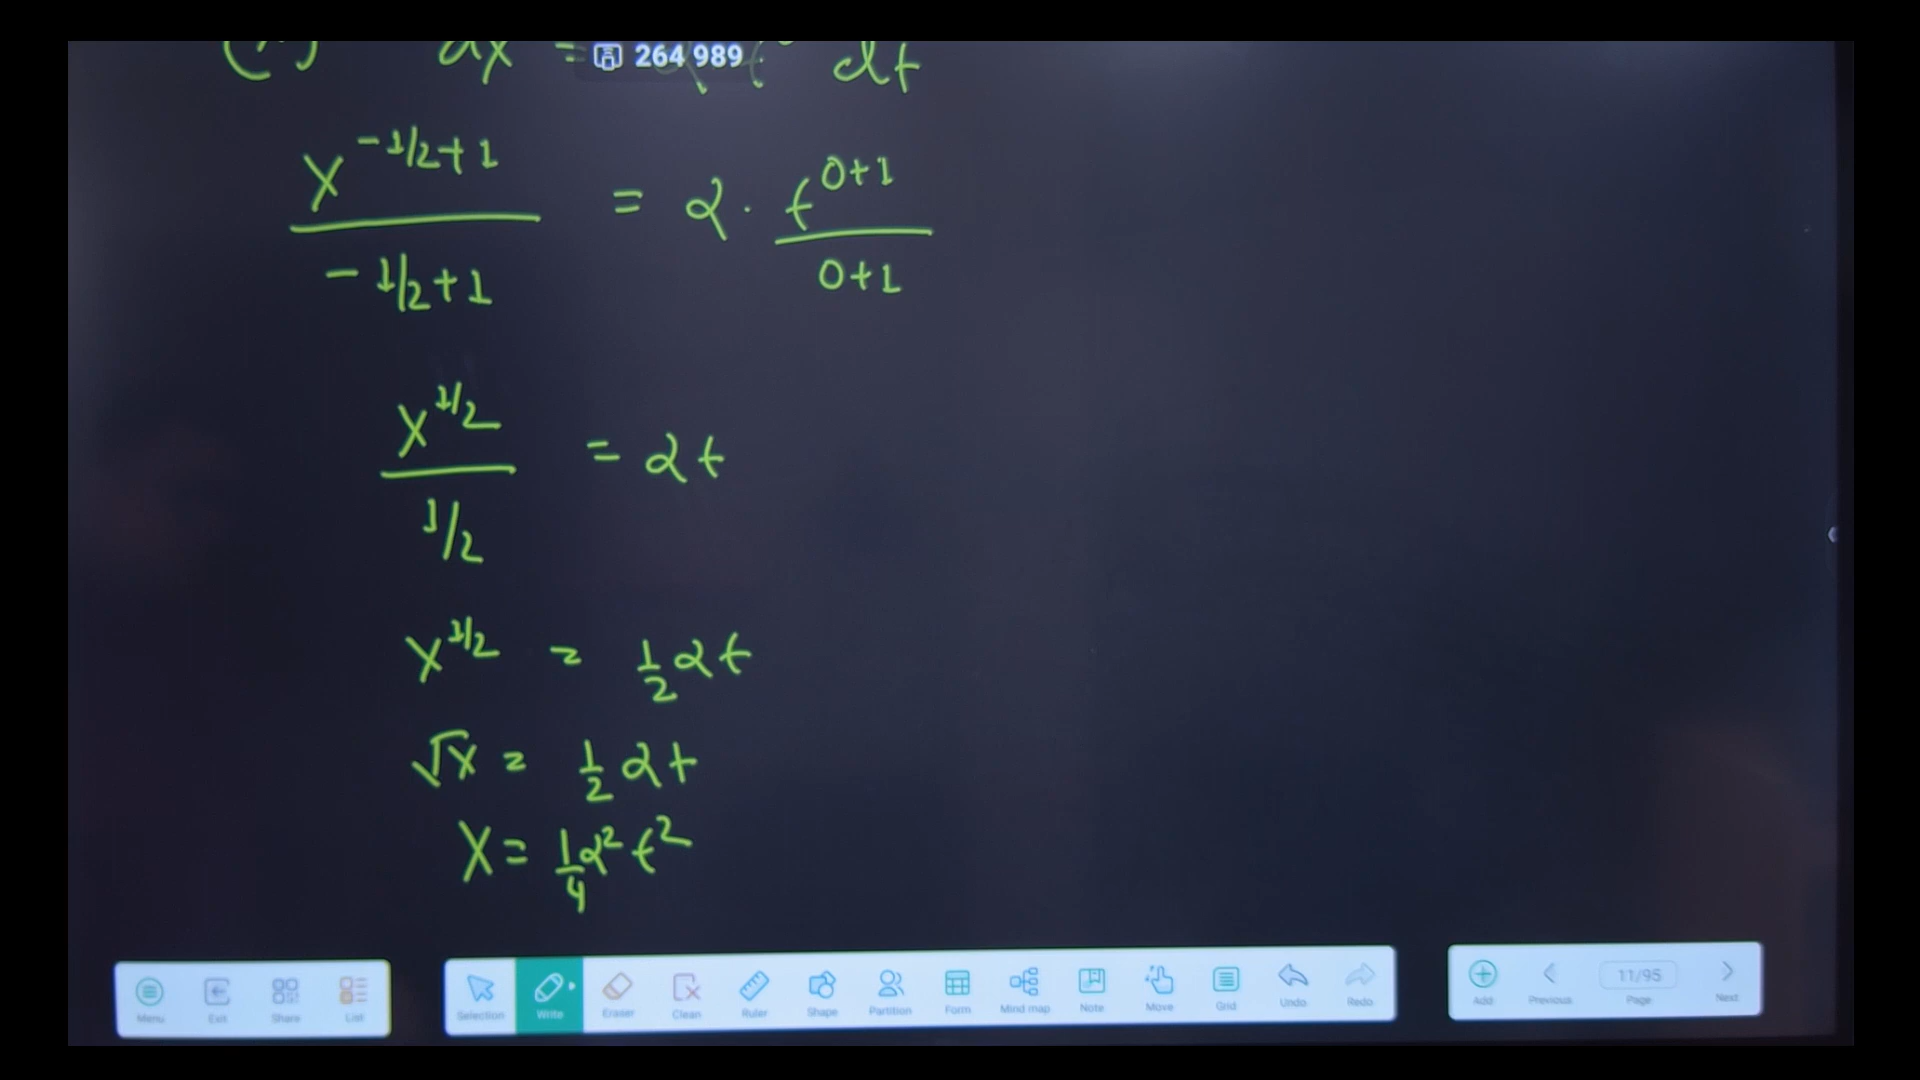 dx = α t⁰ dt
264 989
x^(-1/2+1) / (-1/2+1) = α · t^(0+1) / (0+1)
x^(1/2) / (1/2) = αt
x^(1/2) = 1/2 αt
√x = 1/2 αt
x = 1/4 α² t²
Menu Exit Share List
Selection Write Eraser Clean Ruler Shape Partition Form Mind map Note Move Grid Undo Redo
Add Previous 11/95 Page Next